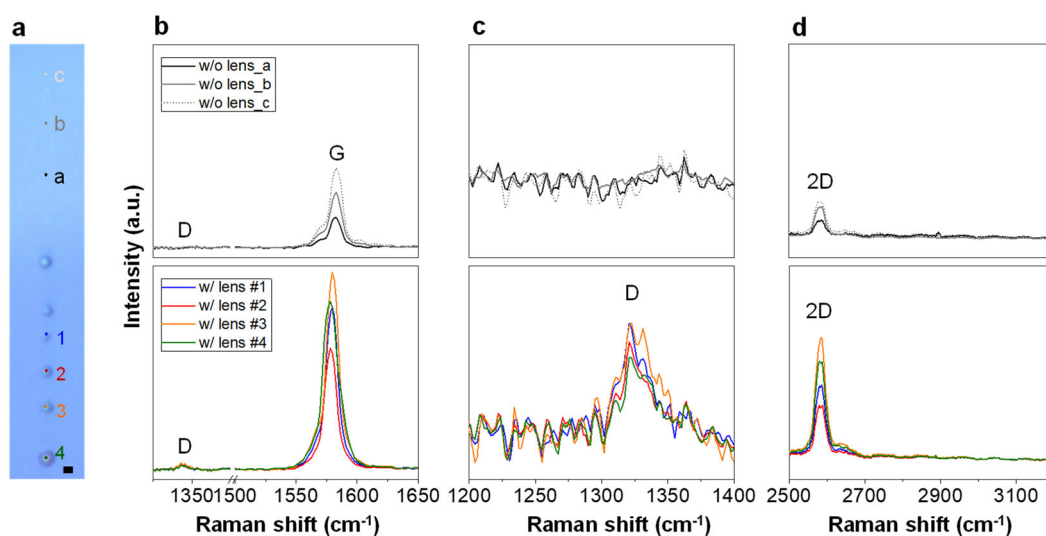 a
b
c
d
c
b
a
1
2
3
4
Intensity (a.u.)
w/o lens_a
w/o lens_b
w/o lens_c
D
G
w/ lens #1
w/ lens #2
w/ lens #3
w/ lens #4
D
1350 1500 1550 1600 1650
Raman shift (cm-1)
D
1200 1250 1300 1350 1400
Raman shift (cm-1)
2D
2D
2500 2700 2900 3100
Raman shift (cm-1)